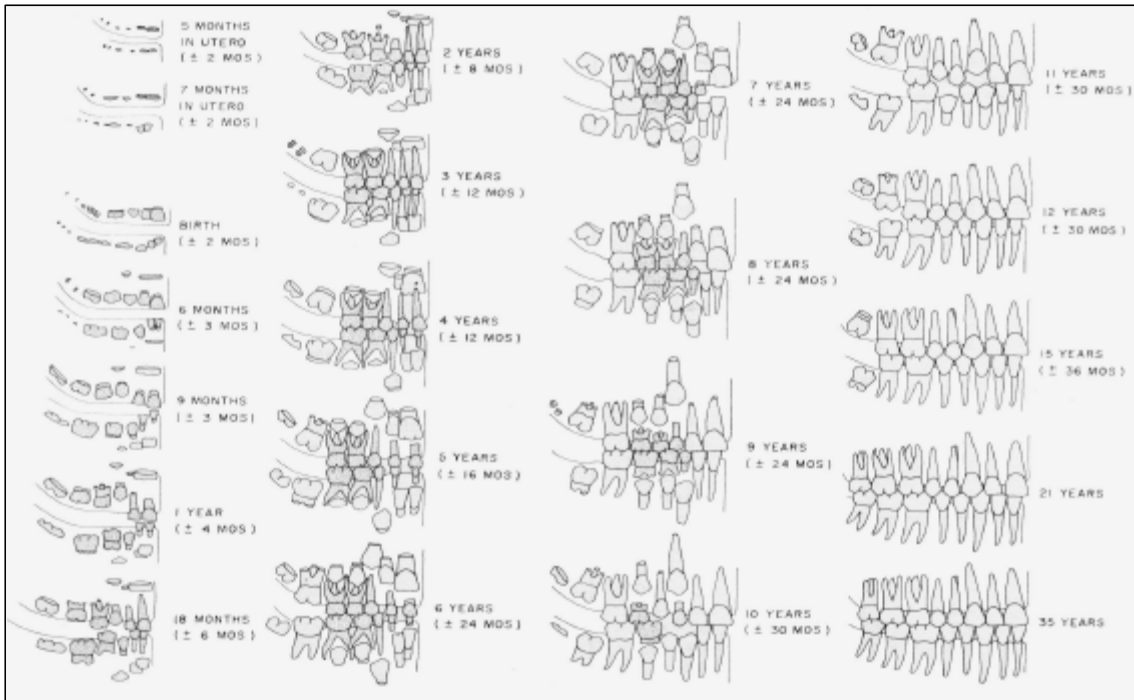 5 MONTHS
IN UTERO
(± 2 MOS)
7 MONTHS
IN UTERO
(± 2 MOS)
BIRTH
(± 2 MOS)
6 MONTHS
(± 3 MOS)
9 MONTHS
(± 3 MOS)
1 YEAR
(± 4 MOS)
18 MONTHS
(± 6 MOS)
2 YEARS
(± 8 MOS)
3 YEARS
(± 12 MOS)
4 YEARS
(± 12 MOS)
5 YEARS
(± 16 MOS)
6 YEARS
(± 24 MOS)
7 YEARS
(± 24 MOS)
8 YEARS
(± 24 MOS)
9 YEARS
(± 24 MOS)
10 YEARS
(± 30 MOS)
11 YEARS
(± 30 MOS)
12 YEARS
(± 30 MOS)
15 YEARS
(± 36 MOS)
21 YEARS
35 YEARS